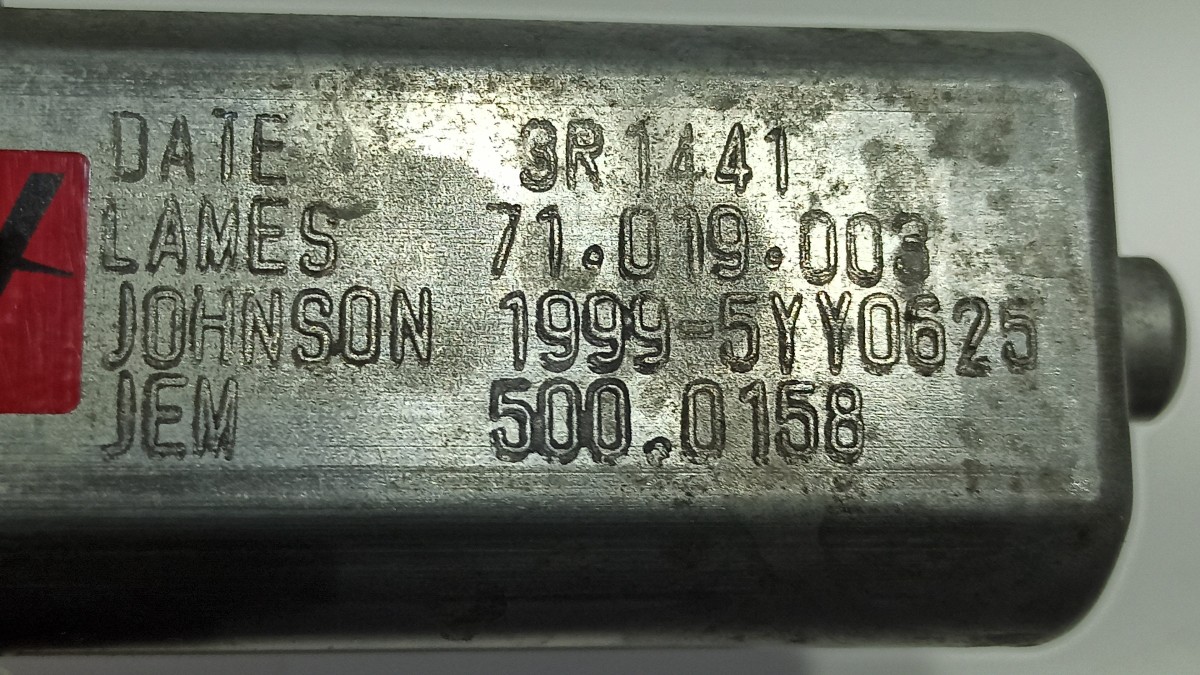 DATE 3R1441
LAMES 71.019.003
JOHNSON 1999-5YY0625
JEM 500.0158